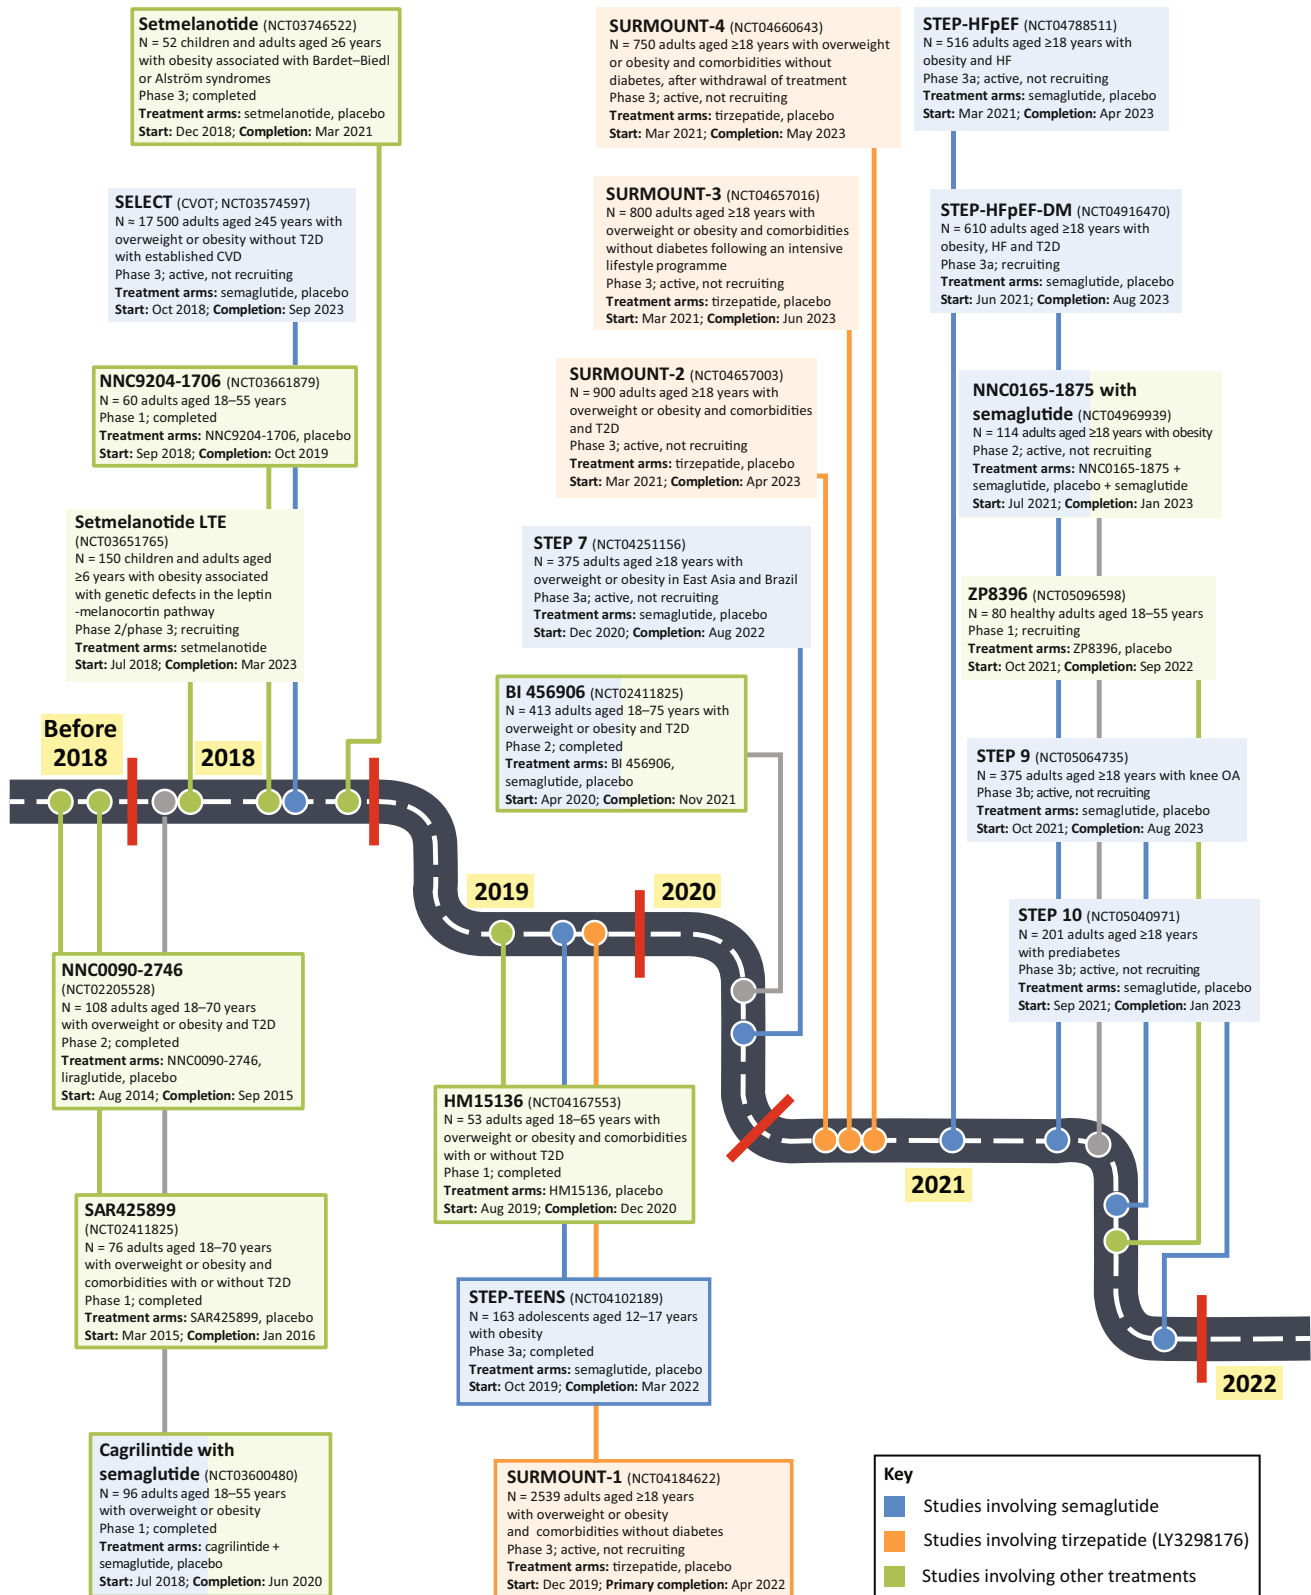 Setmelanotide (NCT03746522)
N = 52 children and adults aged ≥6 years
with obesity associated with Bardet–Biedl
or Alström syndromes
Phase 3; completed
Treatment arms: setmelanotide, placebo
Start: Dec 2018; Completion: Mar 2021
SELECT (CVOT; NCT03574597)
N ≈ 17 500 adults aged ≥45 years with
overweight or obesity without T2D
with established CVD
Phase 3; active, not recruiting
Treatment arms: semaglutide, placebo
Start: Oct 2018; Completion: Sep 2023
NNC9204-1706 (NCT03661879)
N = 60 adults aged 18–55 years
Phase 1; completed
Treatment arms: NNC9204-1706, placebo
Start: Sep 2018; Completion: Oct 2019
Setmelanotide LTE
(NCT03651765)
N = 150 children and adults aged
≥6 years with obesity associated
with genetic defects in the leptin
-melanocortin pathway
Phase 2/phase 3; recruiting
Treatment arms: setmelanotide
Start: Jul 2018; Completion: Mar 2023
SURMOUNT-4 (NCT04660643)
N = 750 adults aged ≥18 years with overweight
or obesity and comorbidities without
diabetes, after withdrawal of treatment
Phase 3; active, not recruiting
Treatment arms: tirzepatide, placebo
Start: Mar 2021; Completion: May 2023
SURMOUNT-3 (NCT04657016)
N = 800 adults aged ≥18 years with
overweight or obesity and comorbidities
without diabetes following an intensive
lifestyle programme
Phase 3; active, not recruiting
Treatment arms: tirzepatide, placebo
Start: Mar 2021; Completion: Jun 2023
SURMOUNT-2 (NCT04657003)
N = 900 adults aged ≥18 years with
overweight or obesity and comorbidities
and T2D
Phase 3; active, not recruiting
Treatment arms: tirzepatide, placebo
Start: Mar 2021; Completion: Apr 2023
STEP 7 (NCT04251156)
N = 375 adults aged ≥18 years with
overweight or obesity in East Asia and Brazil
Phase 3a; active, not recruiting
Treatment arms: semaglutide, placebo
Start: Dec 2020; Completion: Aug 2022
BI 456906 (NCT02411825)
N = 413 adults aged 18–75 years with
overweight or obesity and T2D
Phase 2; completed
Treatment arms: BI 456906,
semaglutide, placebo
Start: Apr 2020; Completion: Nov 2021
STEP-HFpEF (NCT04788511)
N = 516 adults aged ≥18 years with
obesity and HF
Phase 3a; active, not recruiting
Treatment arms: semaglutide, placebo
Start: Mar 2021; Completion: Apr 2023
STEP-HFpEF-DM (NCT04916470)
N = 610 adults aged ≥18 years with
obesity, HF and T2D
Phase 3a; recruiting
Treatment arms: semaglutide, placebo
Start: Jun 2021; Completion: Aug 2023
NNC0165-1875 with
semaglutide (NCT04969939)
N = 114 adults aged ≥18 years with obesity
Phase 2; active, not recruiting
Treatment arms: NNC0165-1875 +
semaglutide, placebo + semaglutide
Start: Jul 2021; Completion: Jan 2023
ZP8396 (NCT05096598)
N = 80 healthy adults aged 18–55 years
Phase 1; recruiting
Treatment arms: ZP8396, placebo
Start: Oct 2021; Completion: Sep 2022
STEP 9 (NCT05064735)
N = 375 adults aged ≥18 years with knee OA
Phase 3b; active, not recruiting
Treatment arms: semaglutide, placebo
Start: Oct 2021; Completion: Aug 2023
STEP 10 (NCT05040971)
N = 201 adults aged ≥18 years
with prediabetes
Phase 3b; active, not recruiting
Treatment arms: semaglutide, placebo
Start: Sep 2021; Completion: Jan 2023
Before
2018
2018
2019
2020
2021
2022
NNC0090-2746
(NCT02205528)
N = 108 adults aged 18–70 years
with overweight or obesity and T2D
Phase 2; completed
Treatment arms: NNC0090-2746,
liraglutide, placebo
Start: Aug 2014; Completion: Sep 2015
SAR425899
(NCT02411825)
N = 76 adults aged 18–70 years
with overweight or obesity and
comorbidities with or without T2D
Phase 1; completed
Treatment arms: SAR425899, placebo
Start: Mar 2015; Completion: Jan 2016
Cagrilintide with
semaglutide (NCT03600480)
N = 96 adults aged 18–55 years
with overweight or obesity
Phase 1; completed
Treatment arms: cagrilintide +
semaglutide, placebo
Start: Jul 2018; Completion: Jun 2020
HM15136 (NCT04167553)
N = 53 adults aged 18–65 years with
overweight or obesity and comorbidities
with or without T2D
Phase 1; completed
Treatment arms: HM15136, placebo
Start: Aug 2019; Completion: Dec 2020
STEP-TEENS (NCT04102189)
N = 163 adolescents aged 12–17 years
with obesity
Phase 3a; completed
Treatment arms: semaglutide, placebo
Start: Oct 2019; Completion: Mar 2022
SURMOUNT-1 (NCT04184622)
N = 2539 adults aged ≥18 years
with overweight or obesity
and comorbidities without diabetes
Phase 3; active, not recruiting
Treatment arms: tirzepatide, placebo
Start: Dec 2019; Primary completion: Apr 2022
Key
Studies involving semaglutide
Studies involving tirzepatide (LY3298176)
Studies involving other treatments